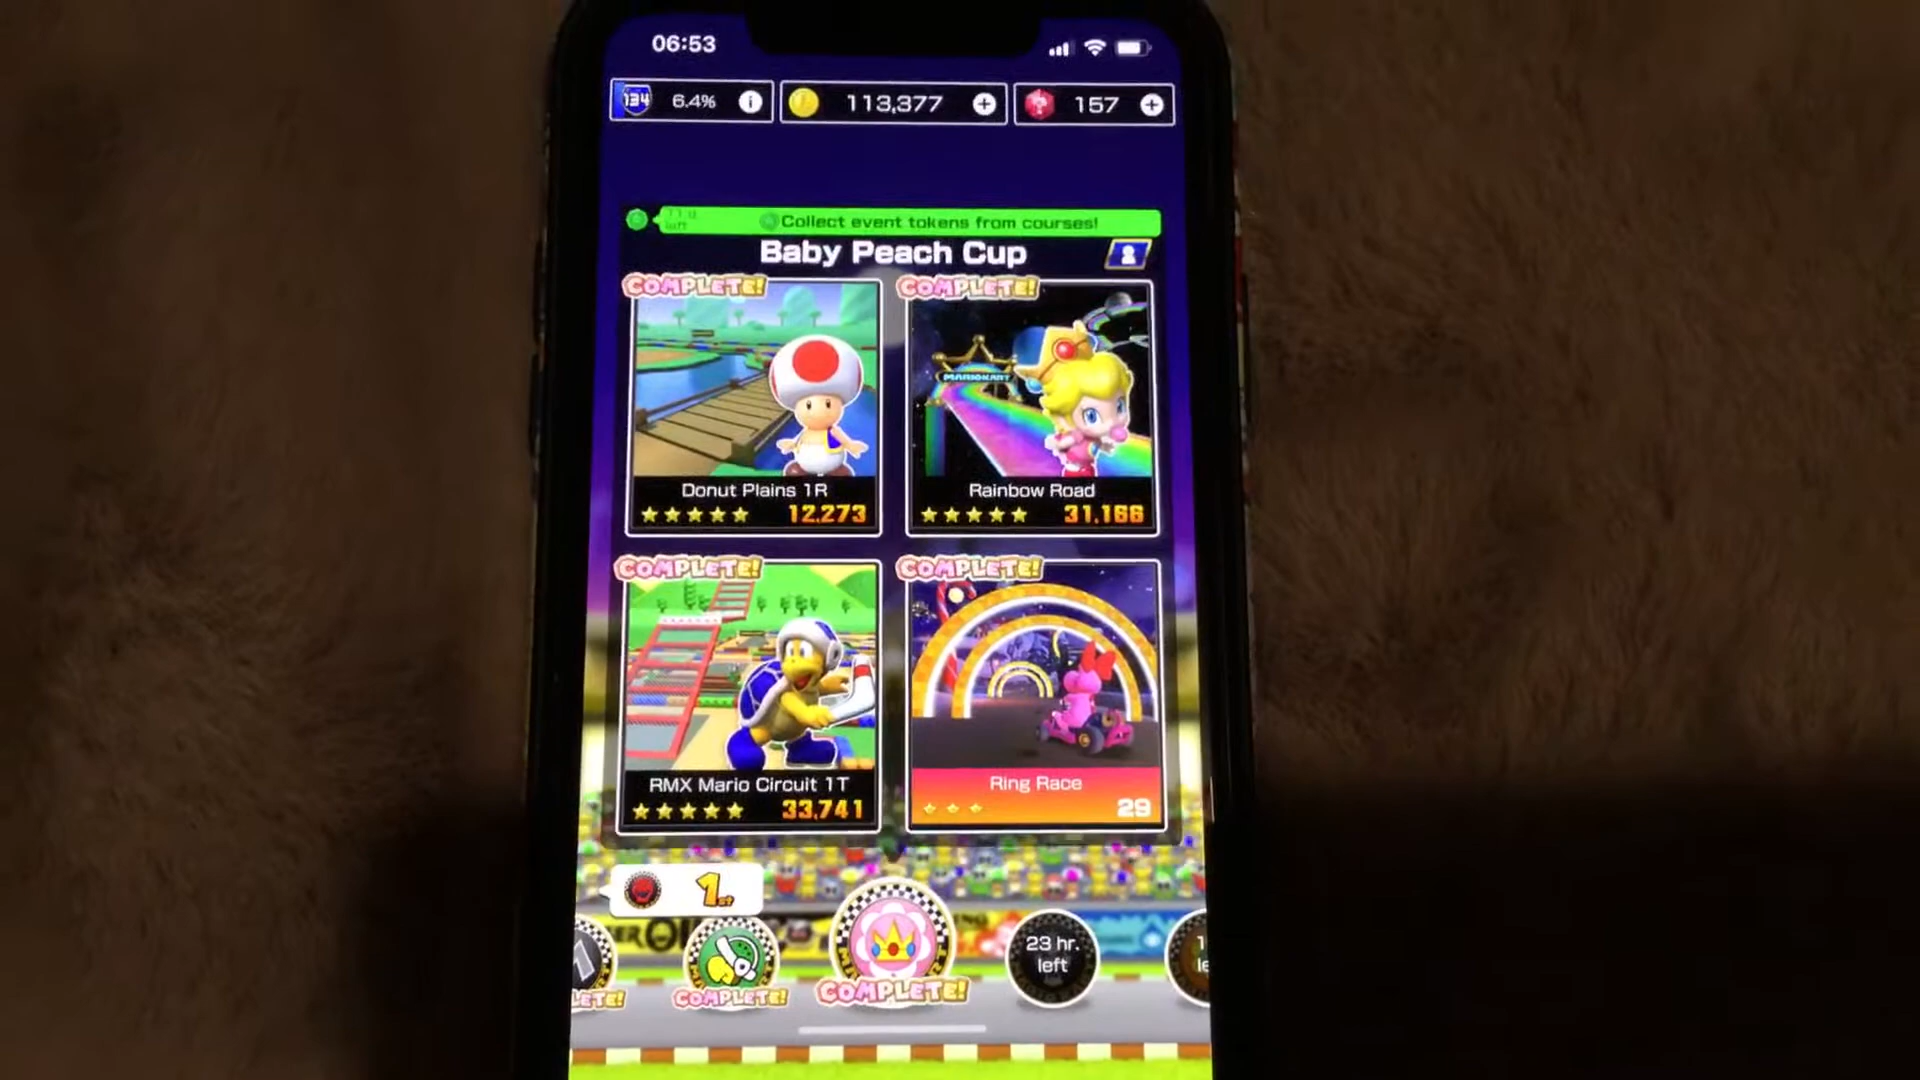 06:53
134 6.4% i 113,377 + 157 +
left Collect event tokens from courses!
Baby Peach Cup
COMPLETE! COMPLETE!
MARIOKART
Donut Plains 1R Rainbow Road
12,273 31,166
COMPLETE! COMPLETE!
RMX Mario Circuit 1T Ring Race
33,741 29
1st
23 hr.
left
COMPLETE! COMPLETE!